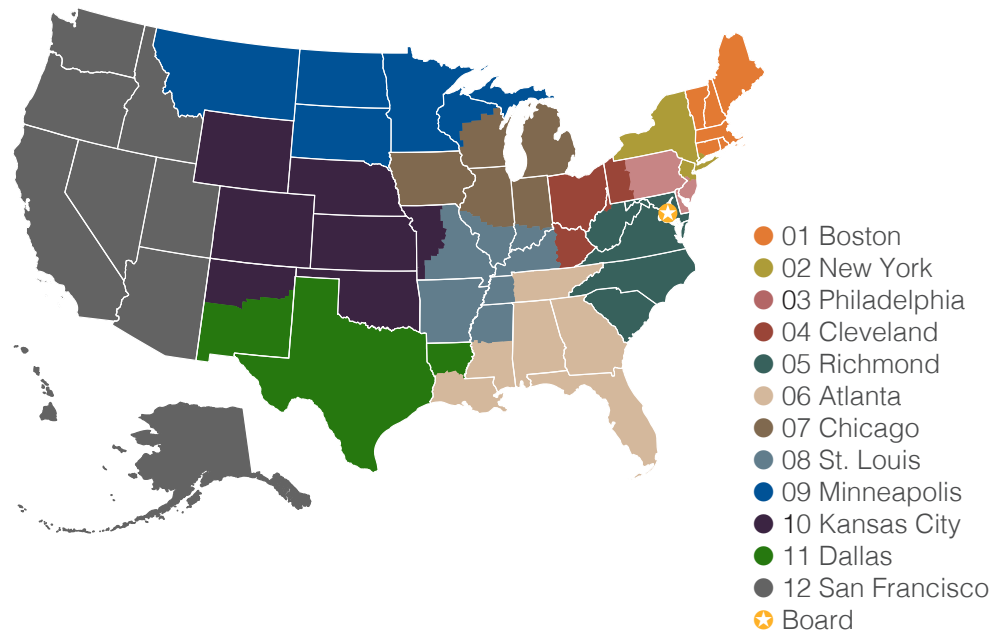 01 Boston
02 New York
03 Philadelphia
04 Cleveland
05 Richmond
06 Atlanta
07 Chicago
08 St. Louis
09 Minneapolis
10 Kansas City
11 Dallas
12 San Francisco
Board